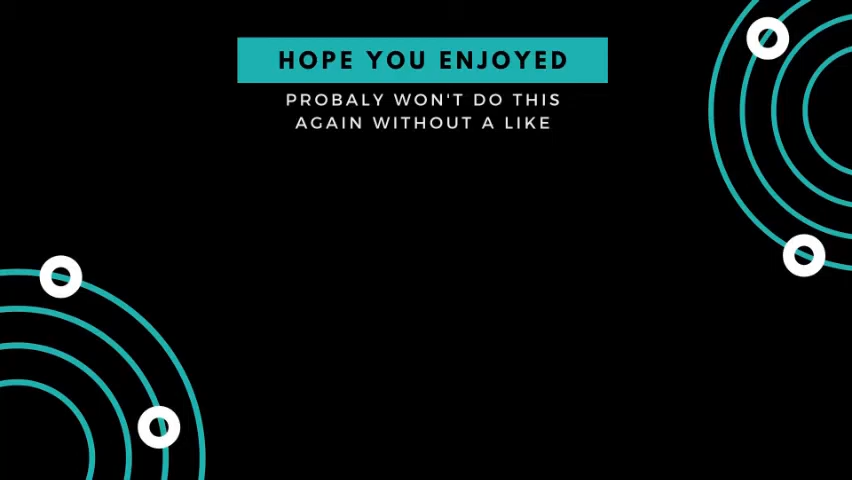 HOPE YOU ENJOYED
PROBALY WON'T DO THIS
AGAIN WITHOUT A LIKE